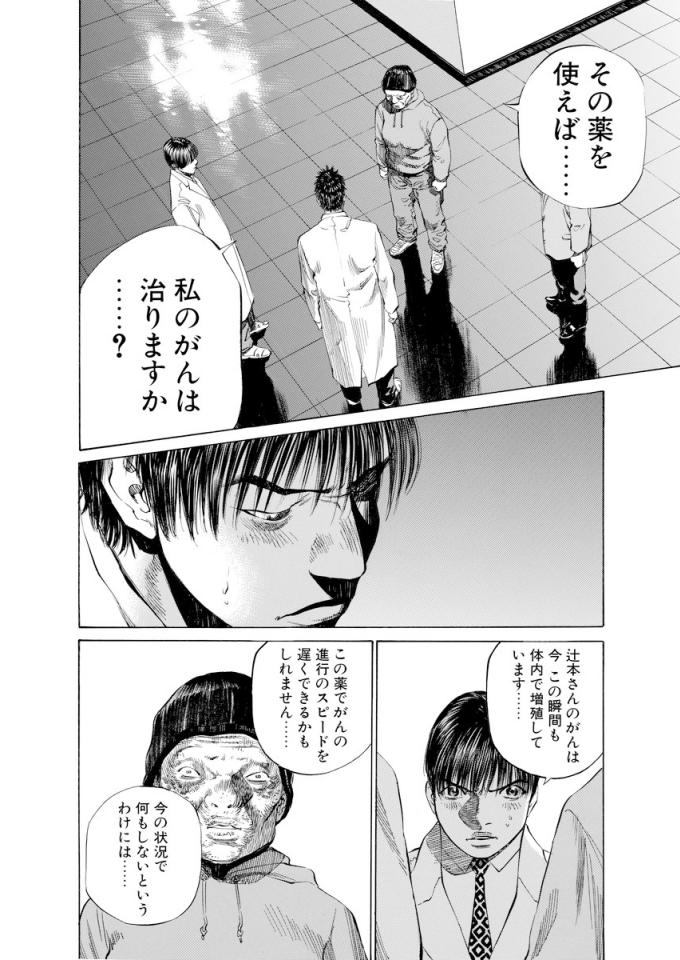 その薬を
使えば……
私のがんは
治りますか
……?
辻本さんのがんは
今 この瞬間も
体内で増殖して
います……
この薬でがんの
進行のスピードを
遅くできるかも
しれません……
今の状況で
何もしないという
わけには……